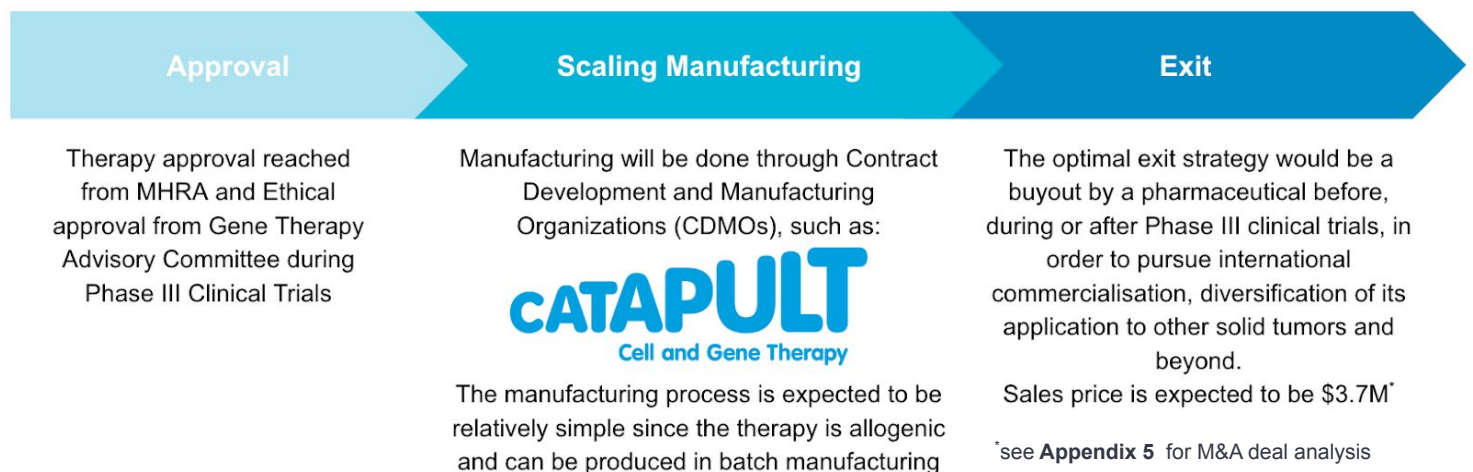 Approval
Therapy approval reached
from MHRA and Ethical
approval from Gene Therapy
Advisory Committee during
Phase III Clinical Trials
Scaling Manufacturing
Manufacturing will be done through Contract
Development and Manufacturing
Organizations (CDMOs), such as:
CATAPULT
Cell and Gene Therapy
The manufacturing process is expected to be
relatively simple since the therapy is allogenic
and can be produced in batch manufacturing
Exit
The optimal exit strategy would be a
buyout by a pharmaceutical before,
during or after Phase III clinical trials, in
order to pursue international
commercialisation, diversification of its
application to other solid tumors and
beyond.
Sales price is expected to be $3.7M*
*see Appendix 5 for M&A deal analysis